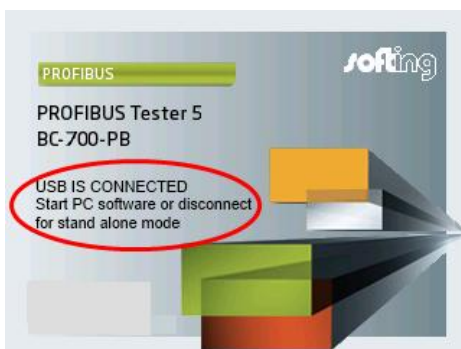 softing
PROFIBUS
PROFIBUS Tester 5
BC-700-PB
USB IS CONNECTED
Start PC software or disconnect
for stand alone mode